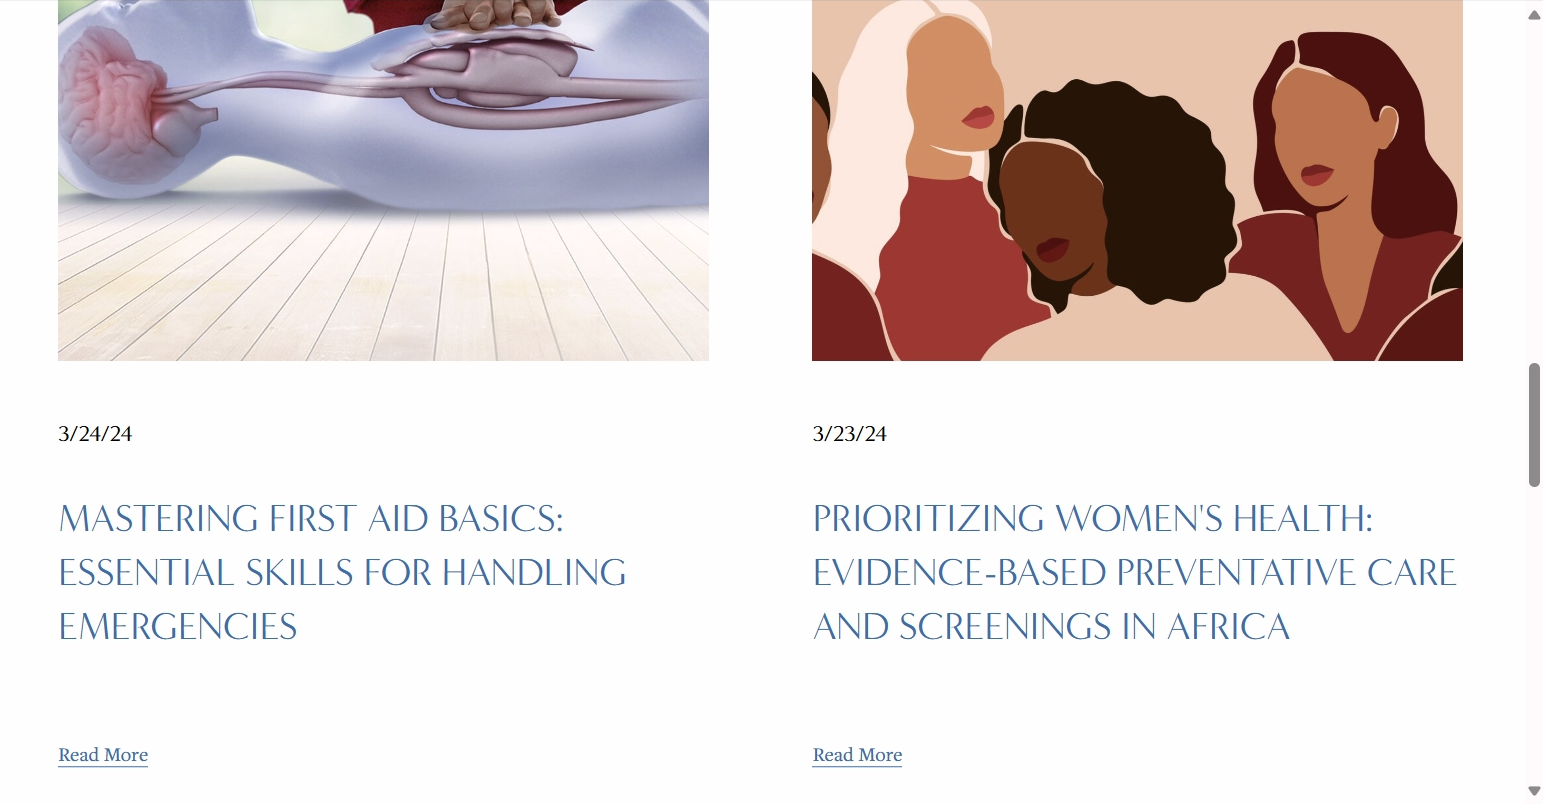 3/24/24
MASTERING FIRST AID BASICS:
ESSENTIAL SKILLS FOR HANDLING
EMERGENCIES
Read More
3/23/24
PRIORITIZING WOMEN'S HEALTH:
EVIDENCE-BASED PREVENTATIVE CARE
AND SCREENINGS IN AFRICA
Read More